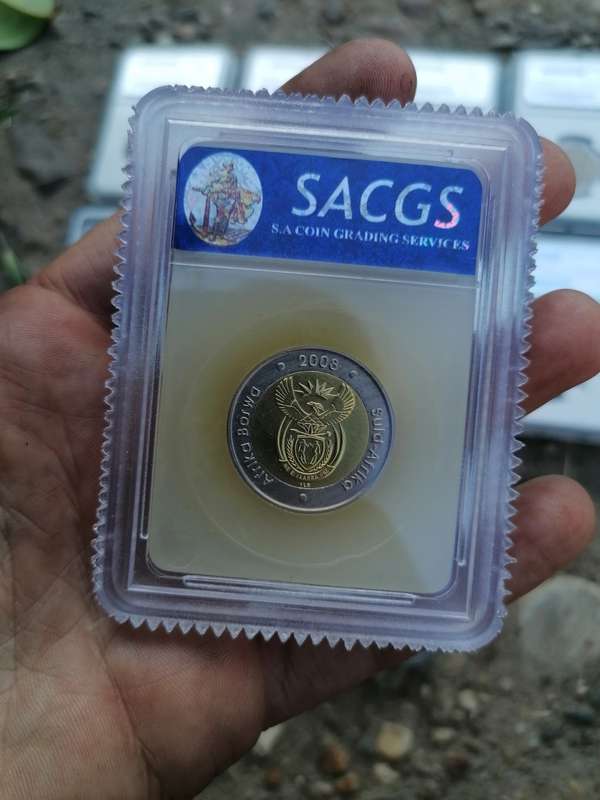 SACGS
S.A COIN GRADING SERVICES
2008
Afrika Borwa
Suid Afrika